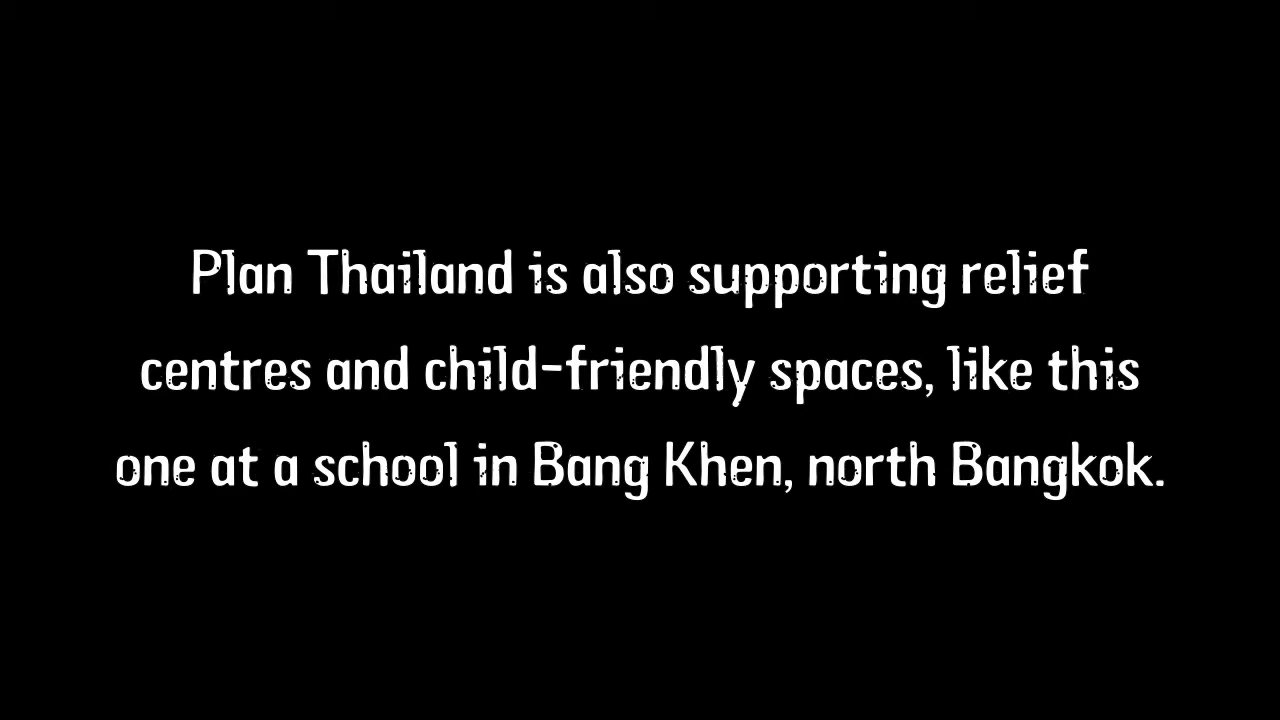 Plan Thailand is also supporting relief
centres and child-friendly spaces, like this
one at a school in Bang Khen, north Bangkok.